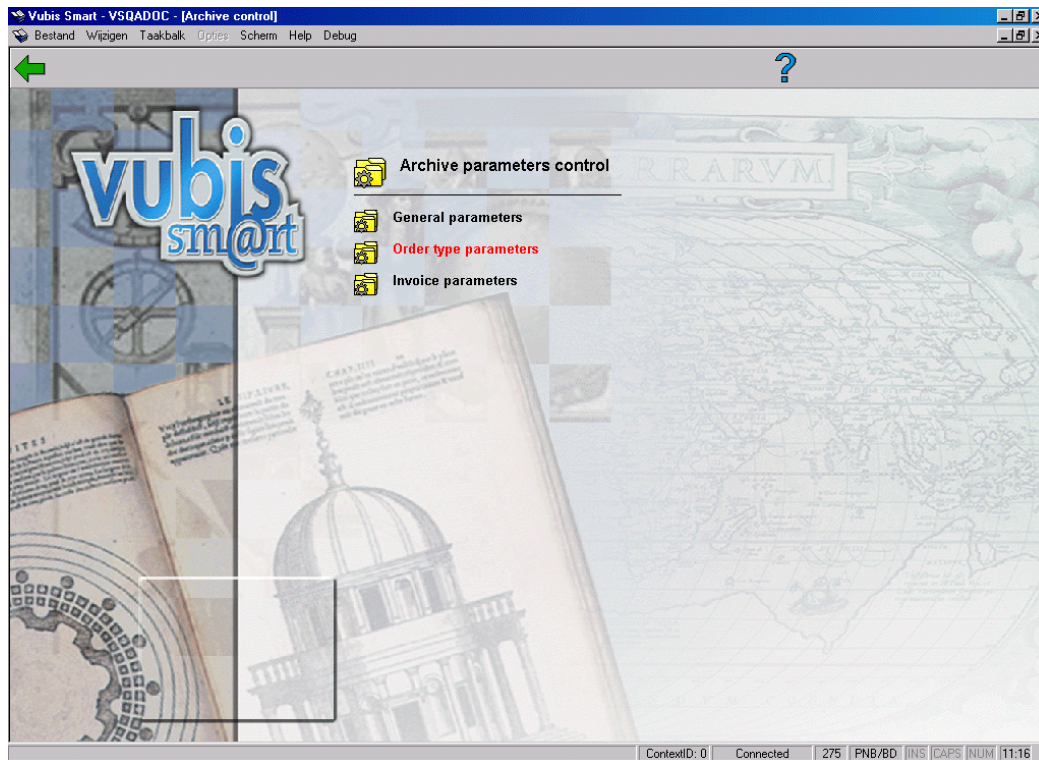 Vubis Smart - VSQADOC - [Archive control]
Bestand Wijzigen Taakbalk Opties Scherm Help Debug
?
vubis
sm@rt
RRARVM
Archive parameters control
General parameters
Order type parameters
Invoice parameters
ContextID: 0 Connected 275 PNB/BD INS CAPS NUM 11:16